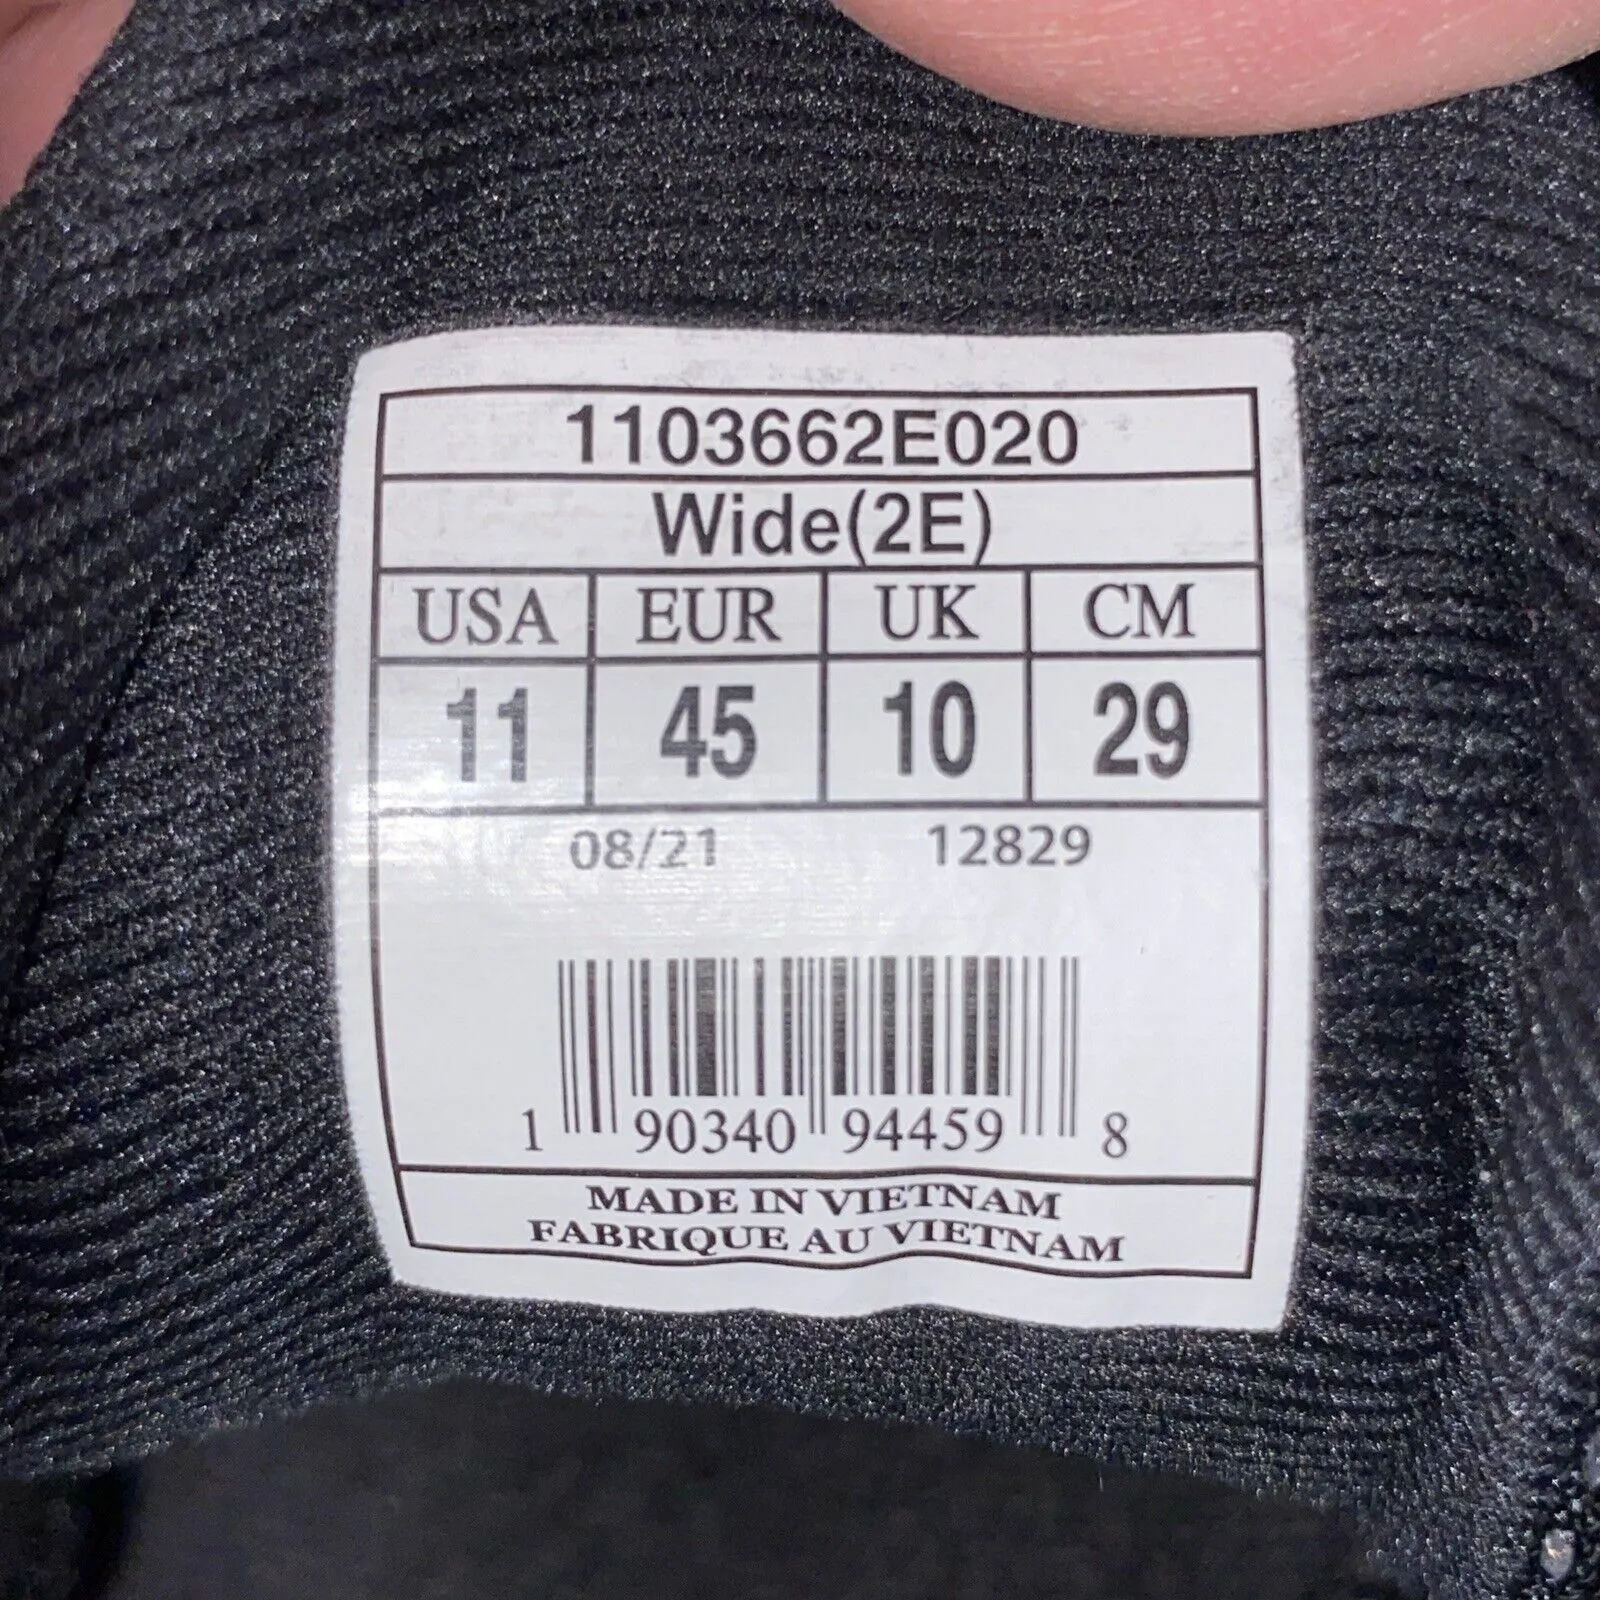 1103662E020
Wide(2E)
USA EUR UK CM
11 45 10 29
08/21 12829
1 90340 94459 8
MADE IN VIETNAM
FABRIQUE AU VIETNAM